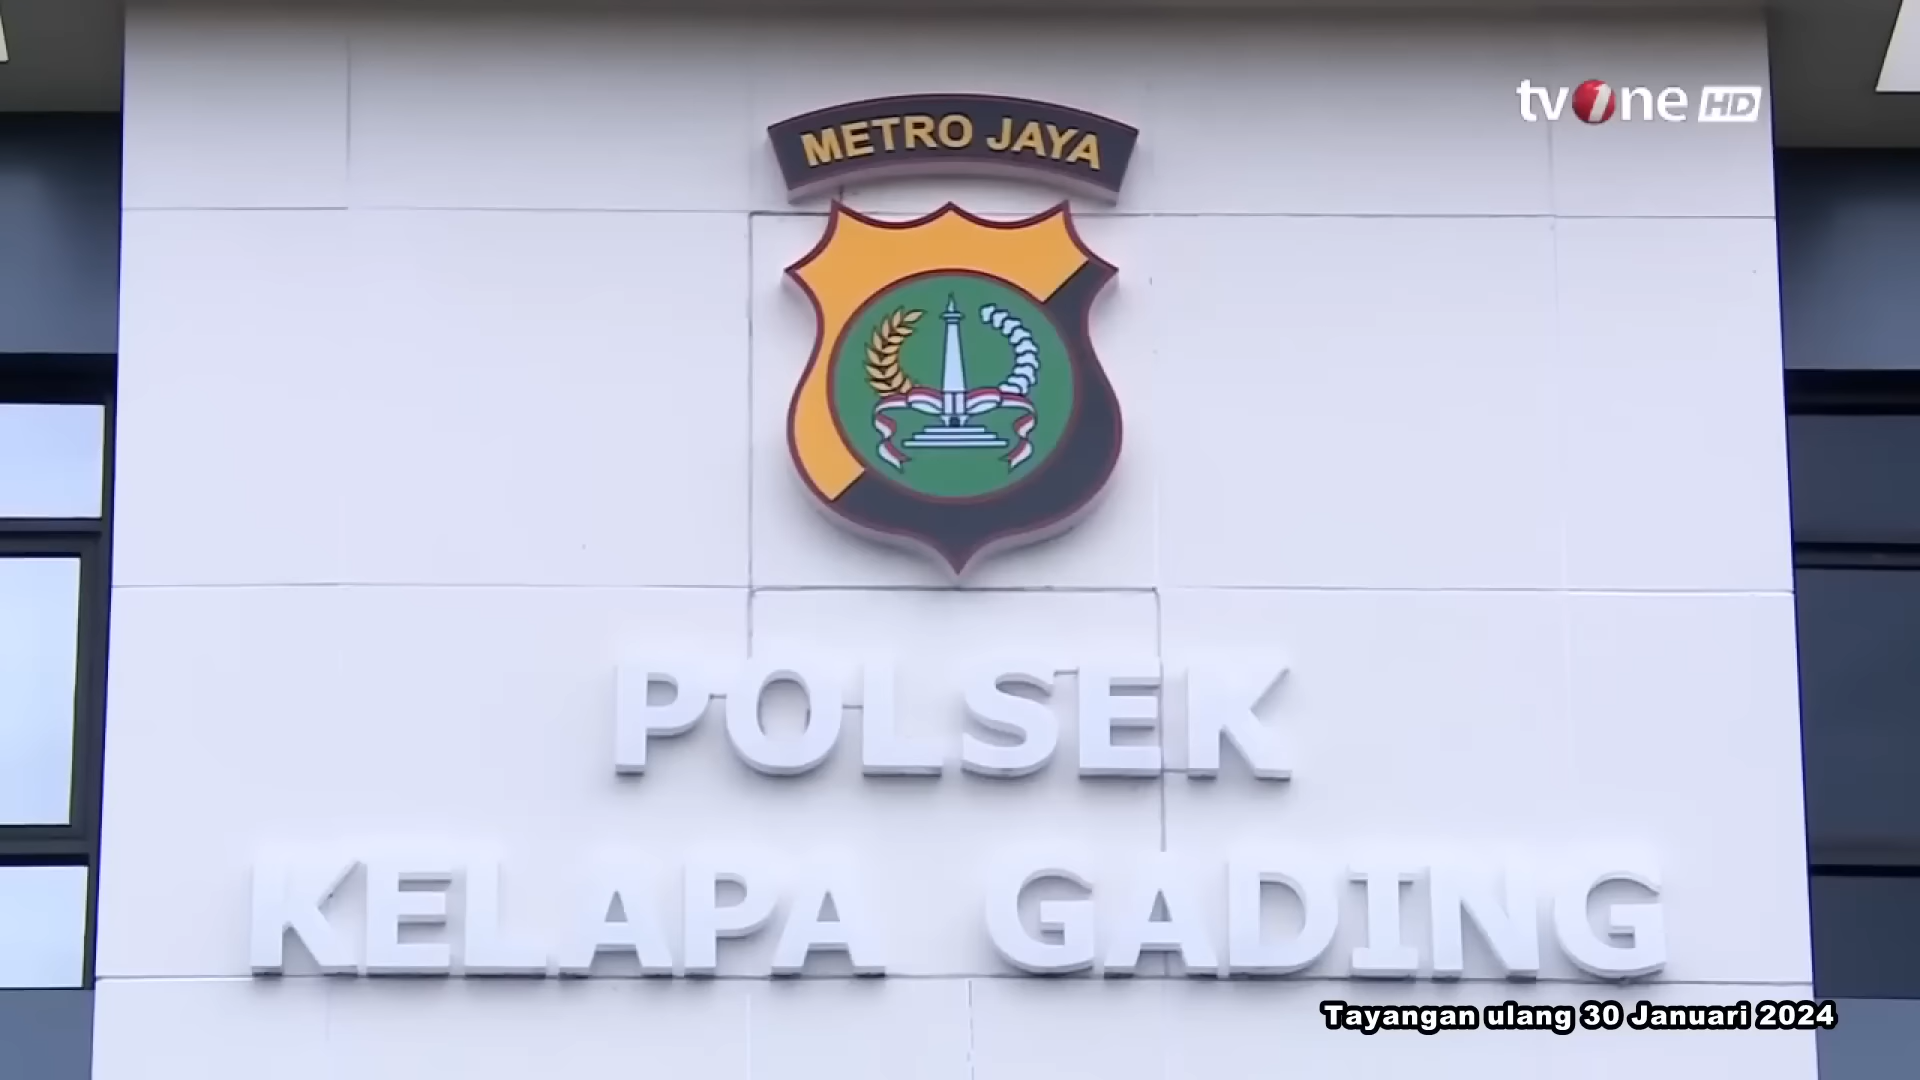 METRO JAYA
tvOne HD
POLSEK
KELAPA GADING
Tayangan ulang 30 Januari 2024